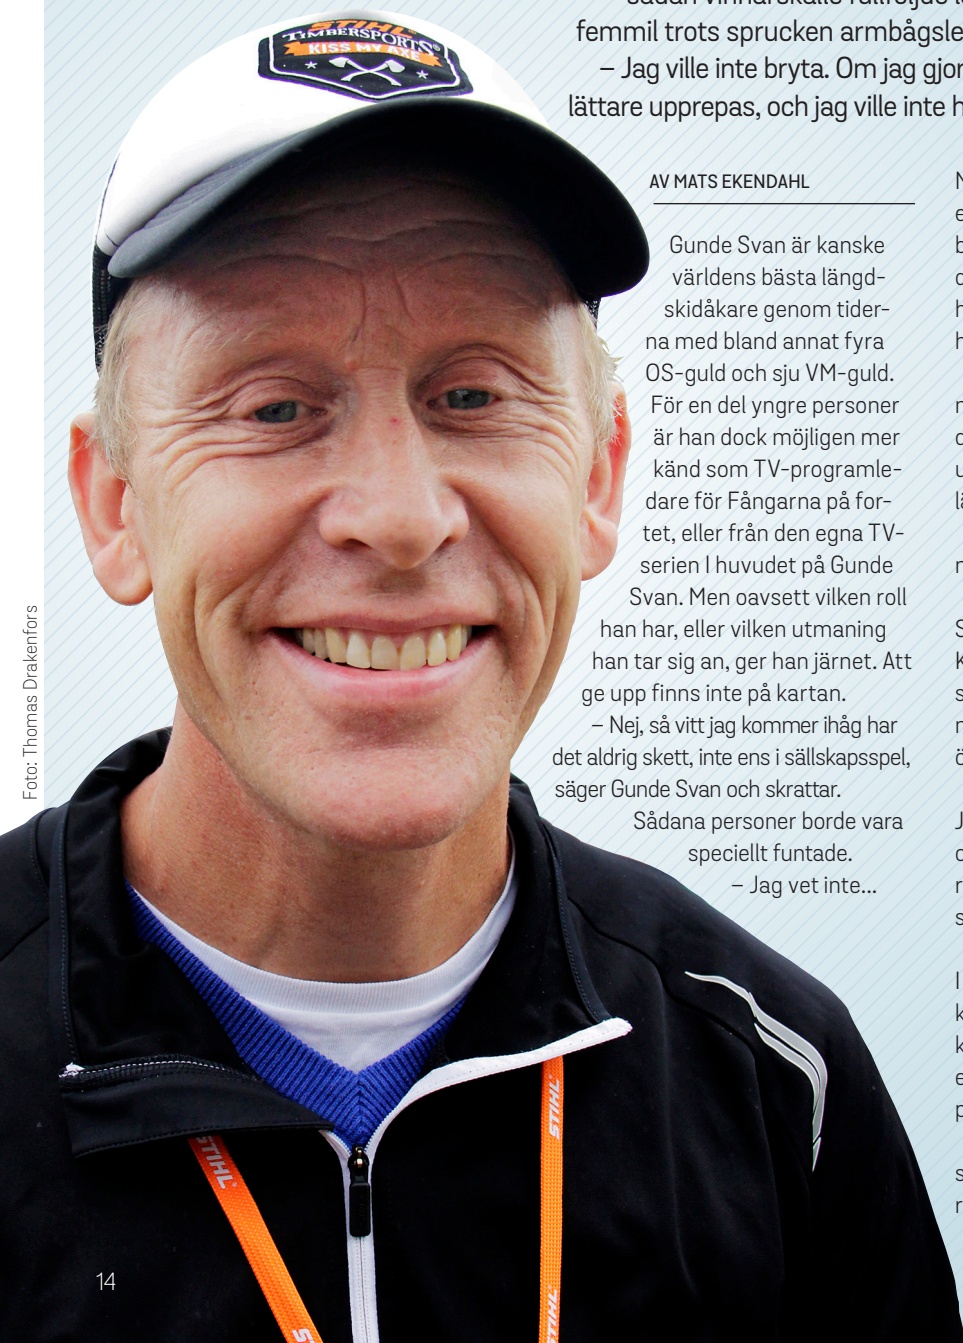 femmil trots sprucken
– Jag ville inte bryta. Om jag
lättare upprepas, och jag ville inte
AV MATS EKENDAHL
Gunde Svan är kanske
världens bästa längd-
skidåkare genom tider-
na med bland annat fyra
OS-guld och sju VM-guld.
För en del yngre personer
är han dock möjligen mer
känd som TV-programle-
dare för Fångarna på for-
tet, eller från den egna TV-
serien I huvudet på Gunde
Svan. Men oavsett vilken roll
han har, eller vilken utmaning
han tar sig an, ger han järnet. Att
ge upp finns inte på kartan.
– Nej, så vitt jag kommer ihåg har
det aldrig skett, inte ens i sällskapsspel,
säger Gunde Svan och skrattar.
Sådana personer borde vara
speciellt funtade.
– Jag vet inte...
Foto: Thomas Drakenfors
STIHL
TIMBERSPORTS®
KISS MY AXE
STIHL
STIHL
14